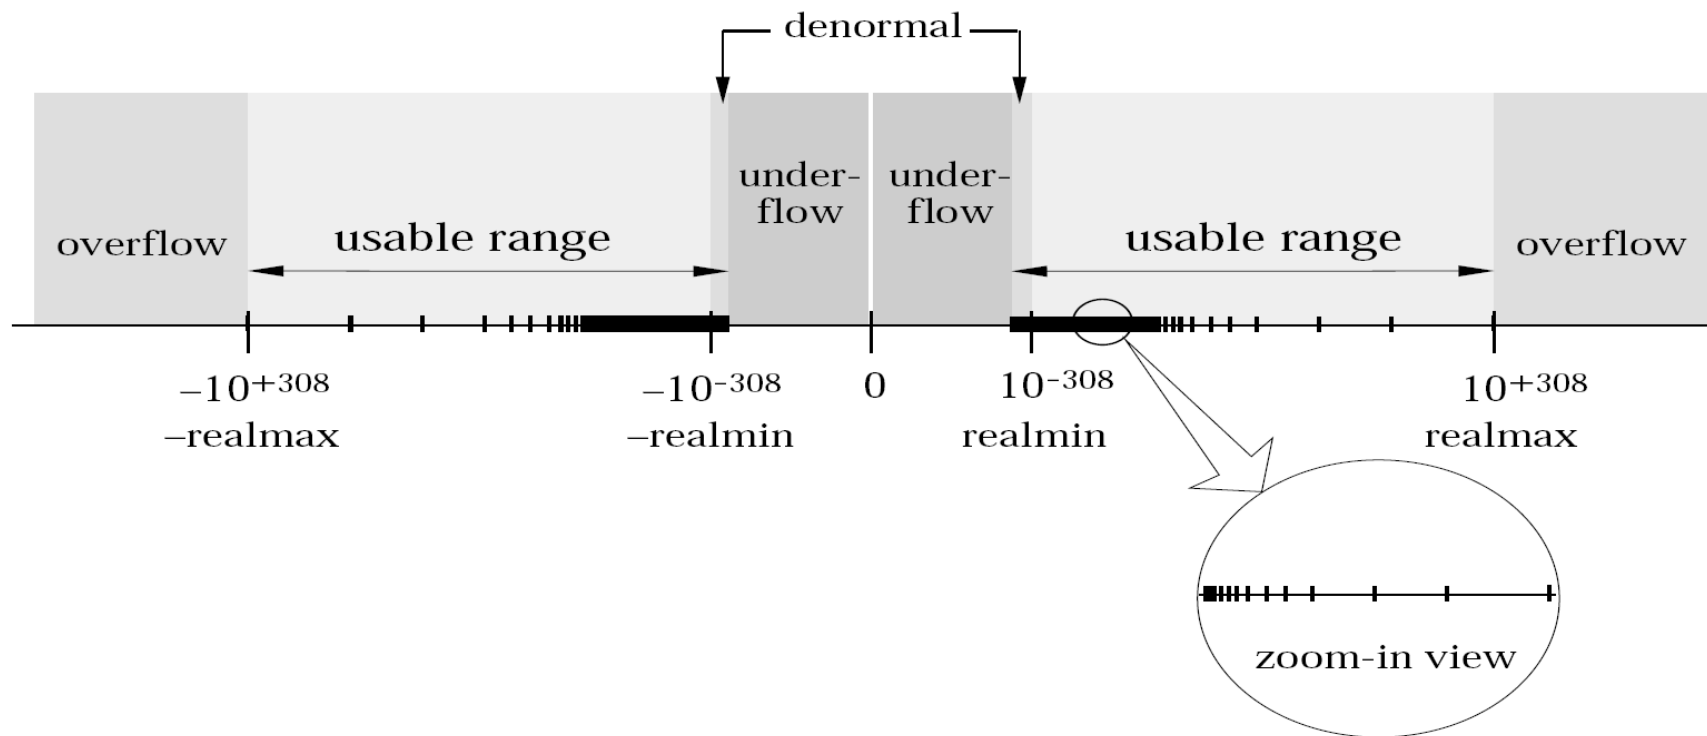 denormal
under-
flow
under-
flow
overflow
usable range
usable range
overflow
–10+308
–10-308
0
10-308
10+308
–realmax
–realmin
realmin
realmax
zoom-in view